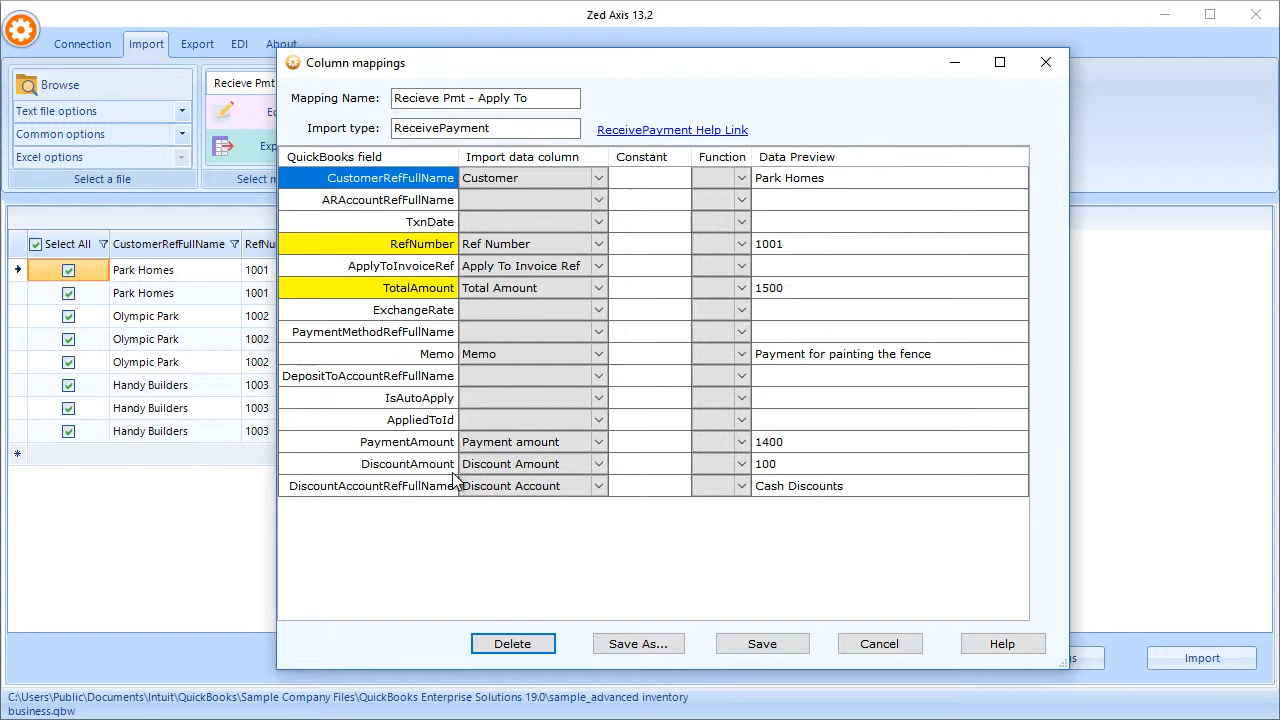 Zed Axis 13.2
Connection Import Export EDI About
Browse
Text file options
Common options
Excel options
Select a file
Recieve Pmt
Column mappings
Mapping Name: Recieve Pmt - Apply To
Import type: ReceivePayment ReceivePayment Help Link
QuickBooks field Import data column Constant Function Data Preview
CustomerRefFullName Customer Park Homes
ARAccountRefFullName
TxnDate
RefNumber Ref Number 1001
ApplyToInvoiceRef Apply To Invoice Ref
TotalAmount Total Amount 1500
ExchangeRate
PaymentMethodRefFullName
Memo Memo Payment for painting the fence
DepositToAccountRefFullName
IsAutoApply
AppliedToId
PaymentAmount Payment amount 1400
DiscountAmount Discount Amount 100
DiscountAccountRefFullName Discount Account Cash Discounts
Delete Save As... Save Cancel Help
Select All CustomerRefFullName RefNu
Park Homes 1001
Park Homes 1001
Olympic Park 1002
Olympic Park 1002
Olympic Park 1002
Handy Builders 1003
Handy Builders 1003
Handy Builders 1003
Import
C:\Users\Public\Documents\Intuit\QuickBooks\Sample Company Files\QuickBooks Enterprise Solutions 19.0\sample_advanced inventory
business.qbw